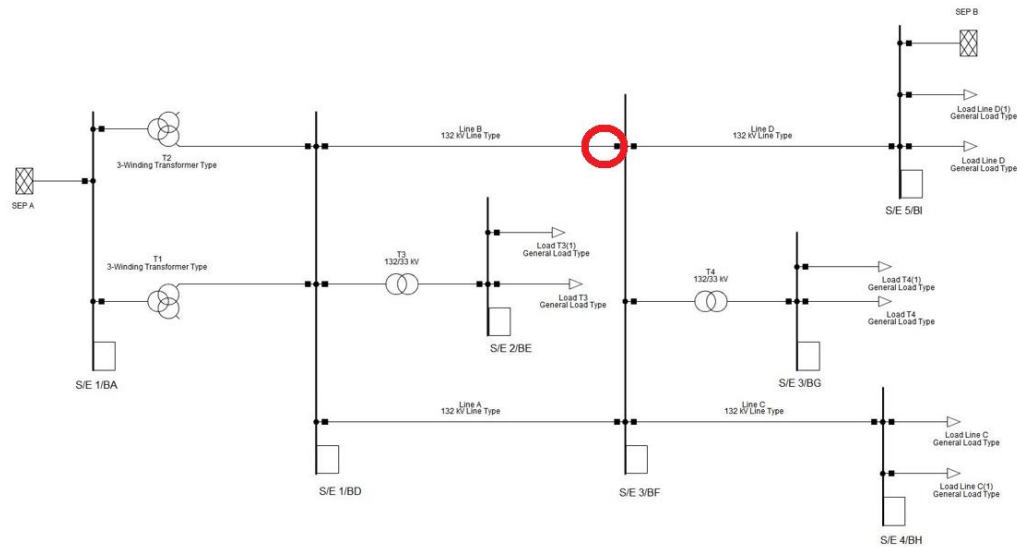 SEP B
Load Line D(1)
General Load Type
Line B
132 kV Line Type
Line D
132 kV Line Type
T2
3-Winding Transformer Type
Load Line D
General Load Type
SEP A
S/E 5/BI
Load T3(1)
General Load Type
T1
3-Winding Transformer Type
T3
132/33 kV
T4
132/33 kV
Load T4(1)
General Load Type
Load T3
General Load Type
Load T4
General Load Type
S/E 2/BE
S/E 1/BA
S/E 3/BG
Line A
132 kV Line Type
Line C
132 kV Line Type
Load Line C
General Load Type
S/E 1/BD
S/E 3/BF
Load Line C(1)
General Load Type
S/E 4/BH